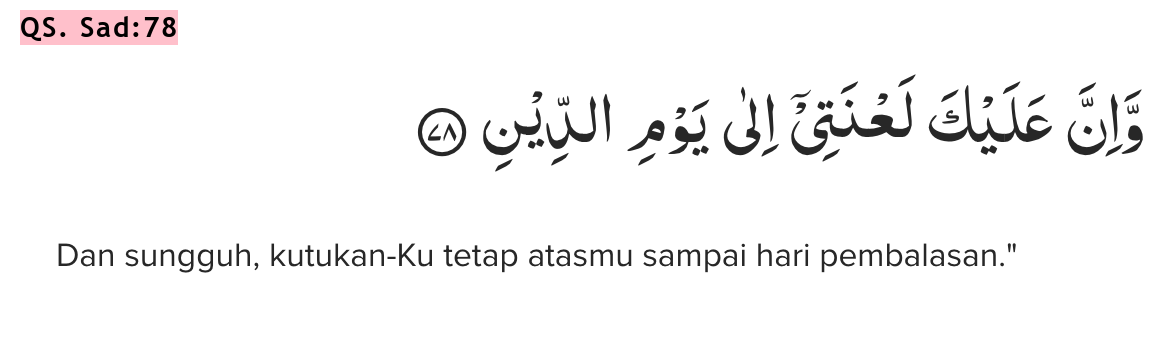 QS. Sad:78
وَّاِنَّ عَلَيْكَ لَعْنَتِيْٓ اِلٰى يَوْمِ الدِّيْنِ ٧٨
Dan sungguh, kutukan-Ku tetap atasmu sampai hari pembalasan."